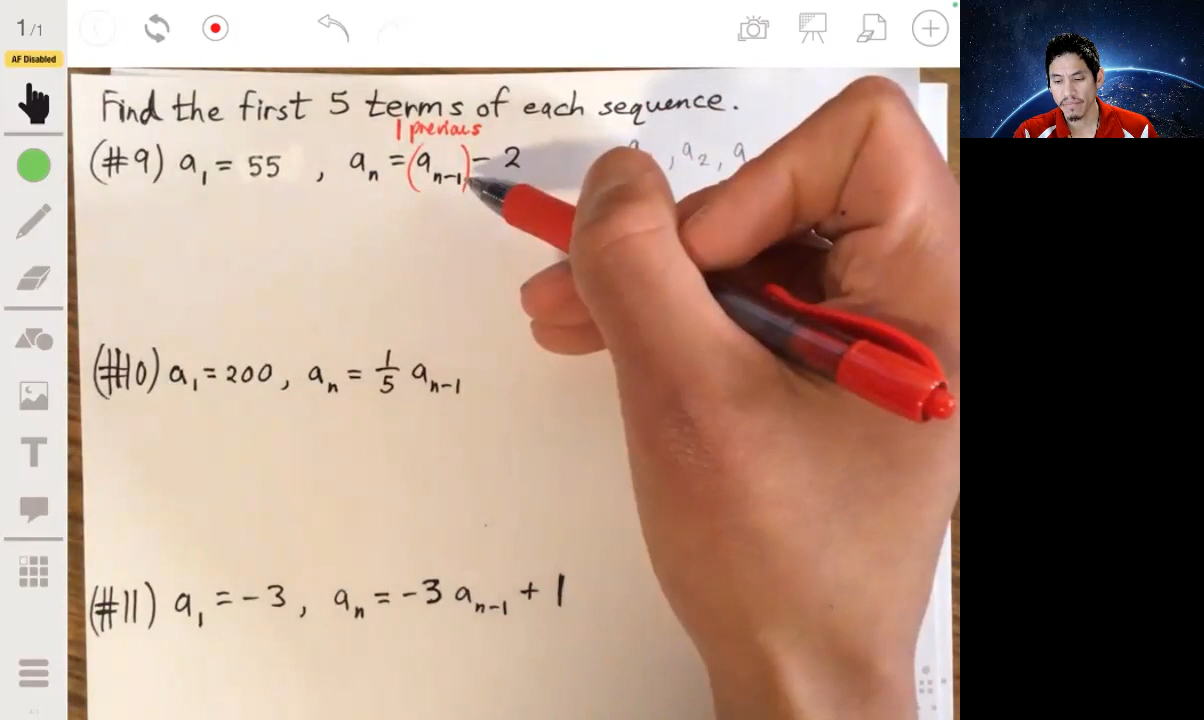 1/1
AF Disabled
Find the first 5 terms of each sequence.
1 previous
(#9) a₁ = 55 , aₙ = (aₙ₋₁) - 2
, a₂, a
(#10) a₁ = 200 , aₙ = 1/5 aₙ₋₁
(#11) a₁ = -3 , aₙ = -3 aₙ₋₁ + 1
T